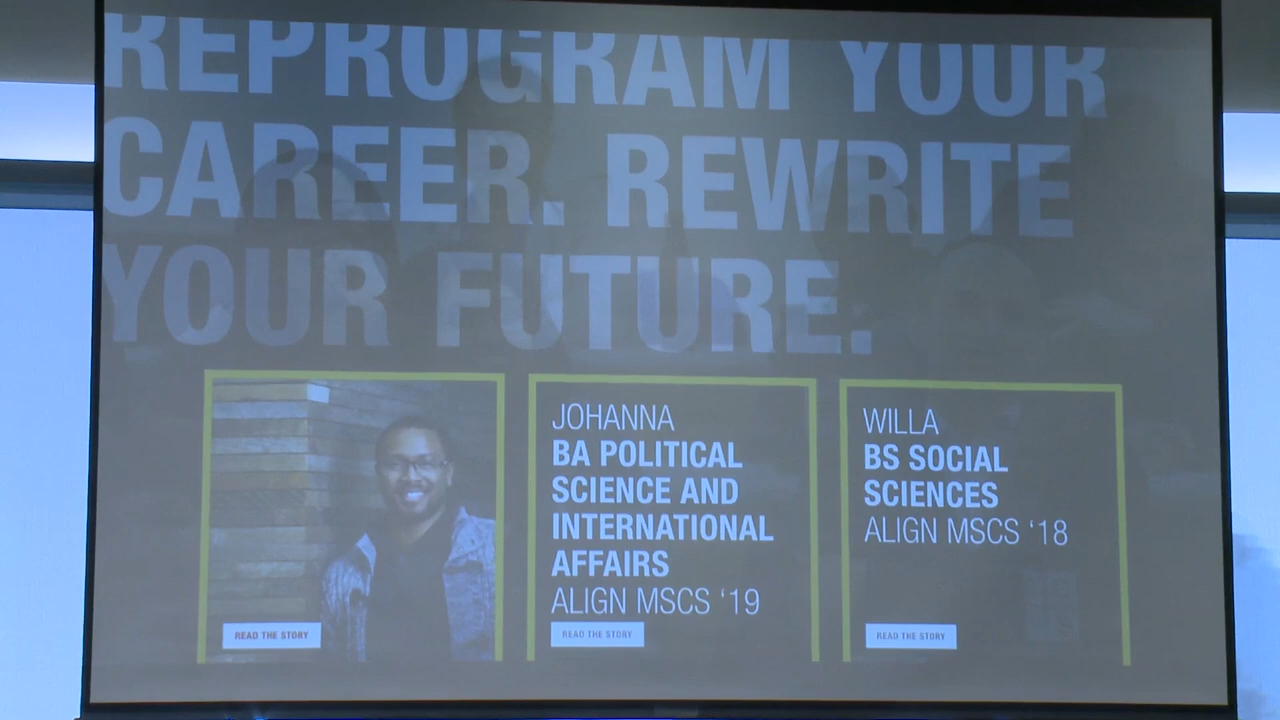 REPROGRAM YOUR
CAREER. REWRITE
YOUR FUTURE.
READ THE STORY
JOHANNA
BA POLITICAL
SCIENCE AND
INTERNATIONAL
AFFAIRS
ALIGN MSCS ‘19
READ THE STORY
WILLA
BS SOCIAL
SCIENCES
ALIGN MSCS ‘18
READ THE STORY